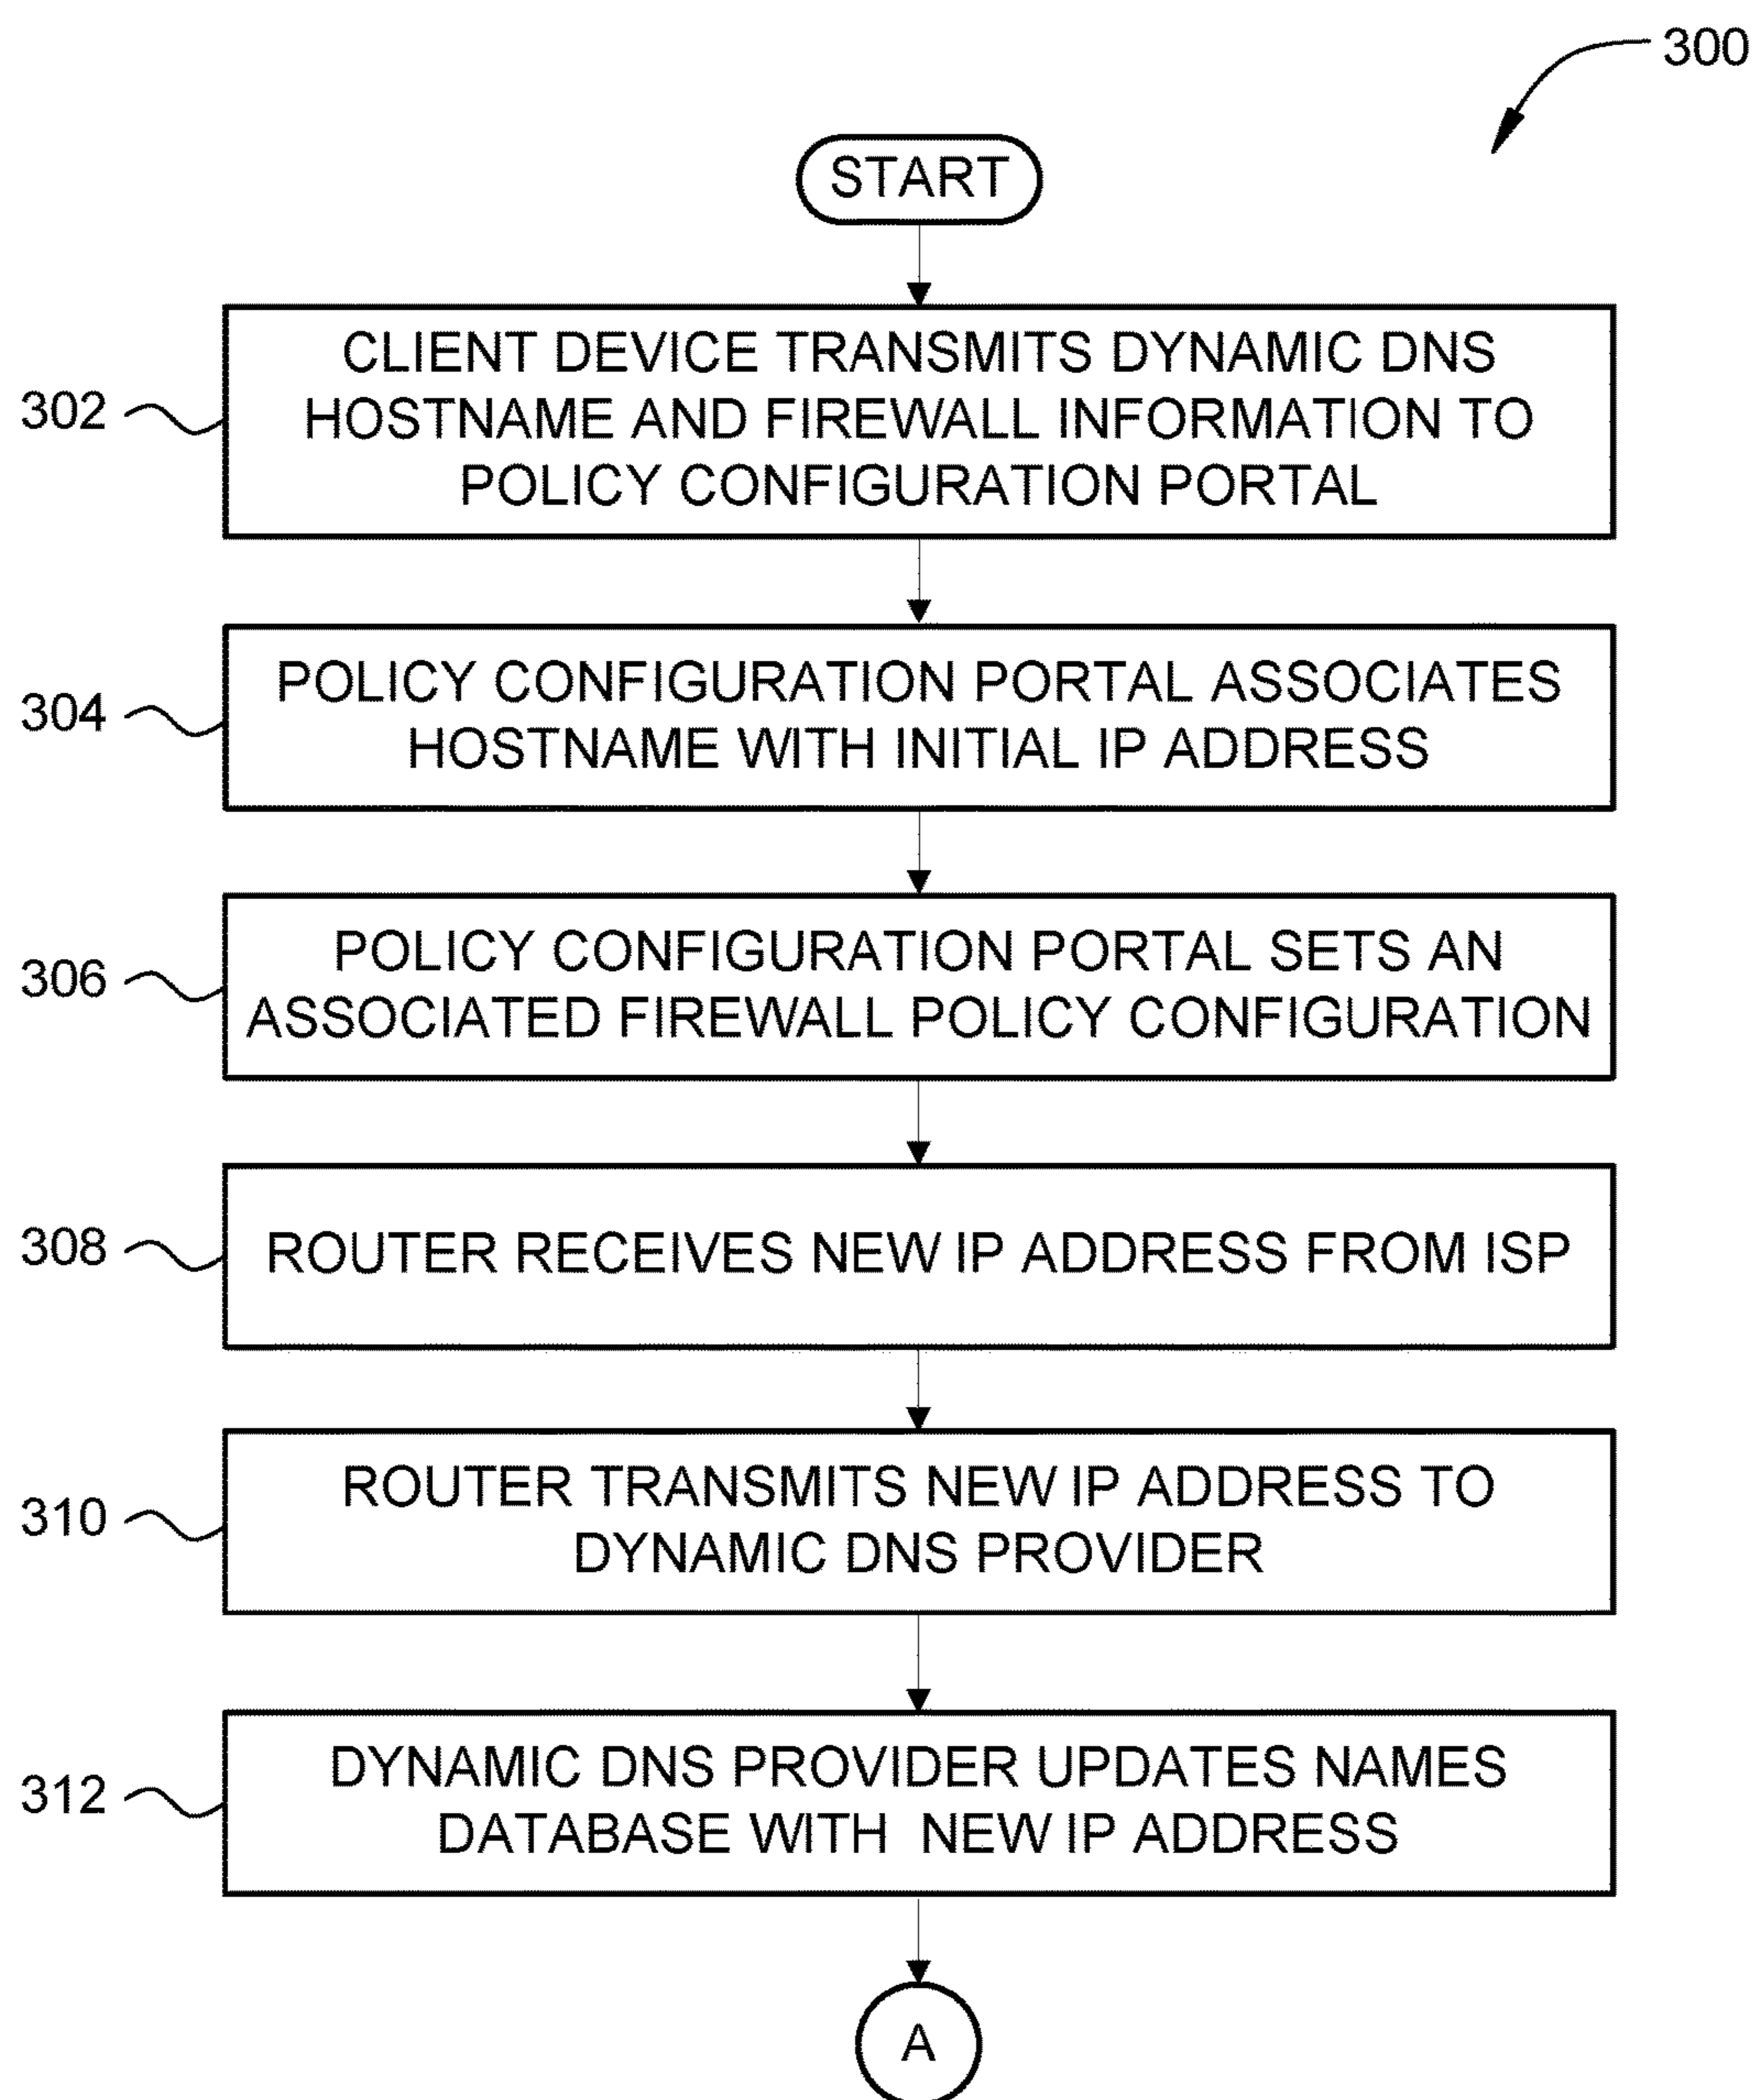 300
START
302
CLIENT DEVICE TRANSMITS DYNAMIC DNS
HOSTNAME AND FIREWALL INFORMATION TO
POLICY CONFIGURATION PORTAL
304
POLICY CONFIGURATION PORTAL ASSOCIATES
HOSTNAME WITH INITIAL IP ADDRESS
306
POLICY CONFIGURATION PORTAL SETS AN
ASSOCIATED FIREWALL POLICY CONFIGURATION
308
ROUTER RECEIVES NEW IP ADDRESS FROM ISP
310
ROUTER TRANSMITS NEW IP ADDRESS TO
DYNAMIC DNS PROVIDER
312
DYNAMIC DNS PROVIDER UPDATES NAMES
DATABASE WITH NEW IP ADDRESS
A